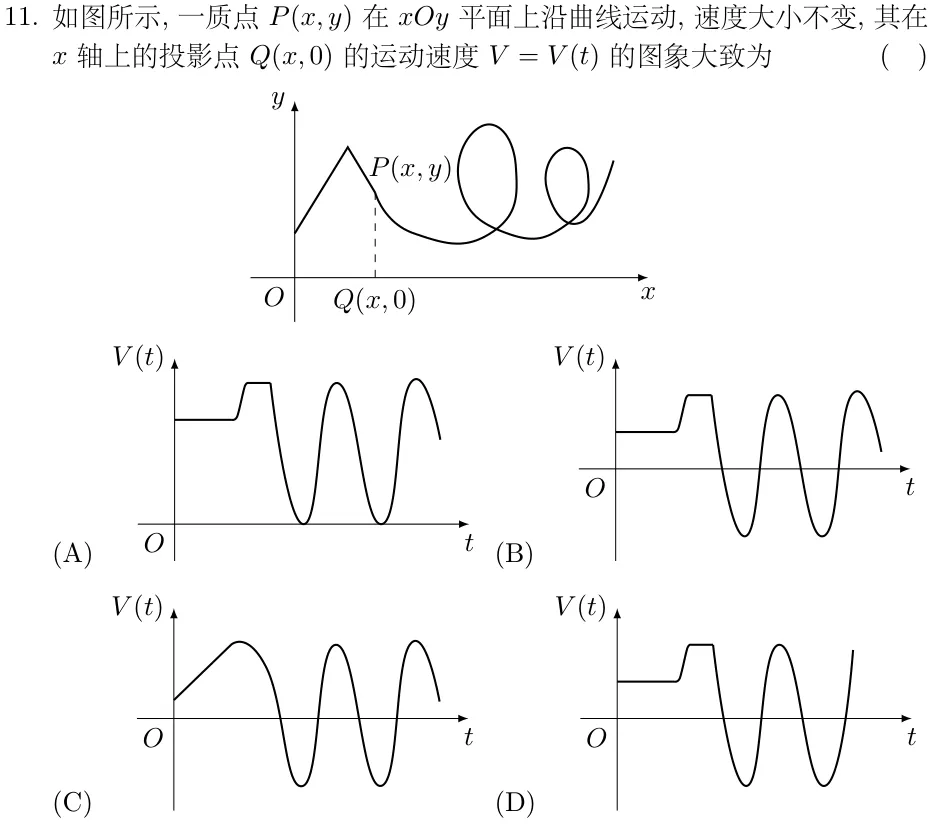 11. 如图所示, 一质点 P(x, y) 在 xOy 平面上沿曲线运动, 速度大小不变, 其在
x 轴上的投影点 Q(x, 0) 的运动速度 V = V(t) 的图象大致为 ( )
y
P(x, y)
O
Q(x, 0)
x
V(t)
O
t
(A)
V(t)
O
t
(B)
V(t)
O
t
(C)
V(t)
O
t
(D)